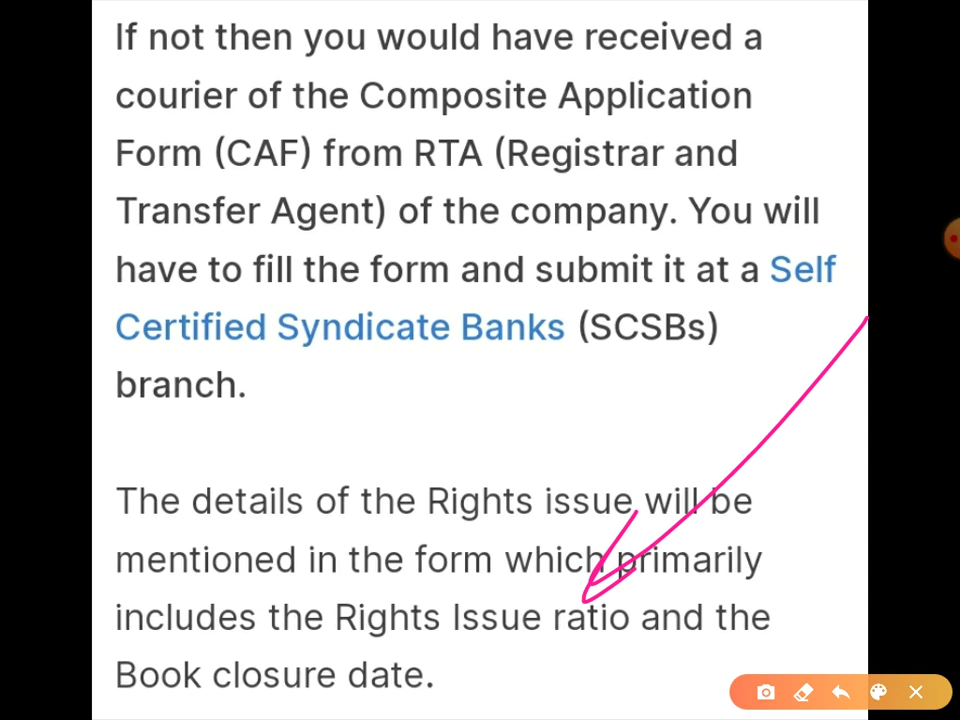 If not then you would have received a
courier of the Composite Application
Form (CAF) from RTA (Registrar and
Transfer Agent) of the company. You will
have to fill the form and submit it at a Self
Certified Syndicate Banks (SCSBs)
branch.
The details of the Rights issue will be
mentioned in the form which primarily
includes the Rights Issue ratio and the
Book closure date.